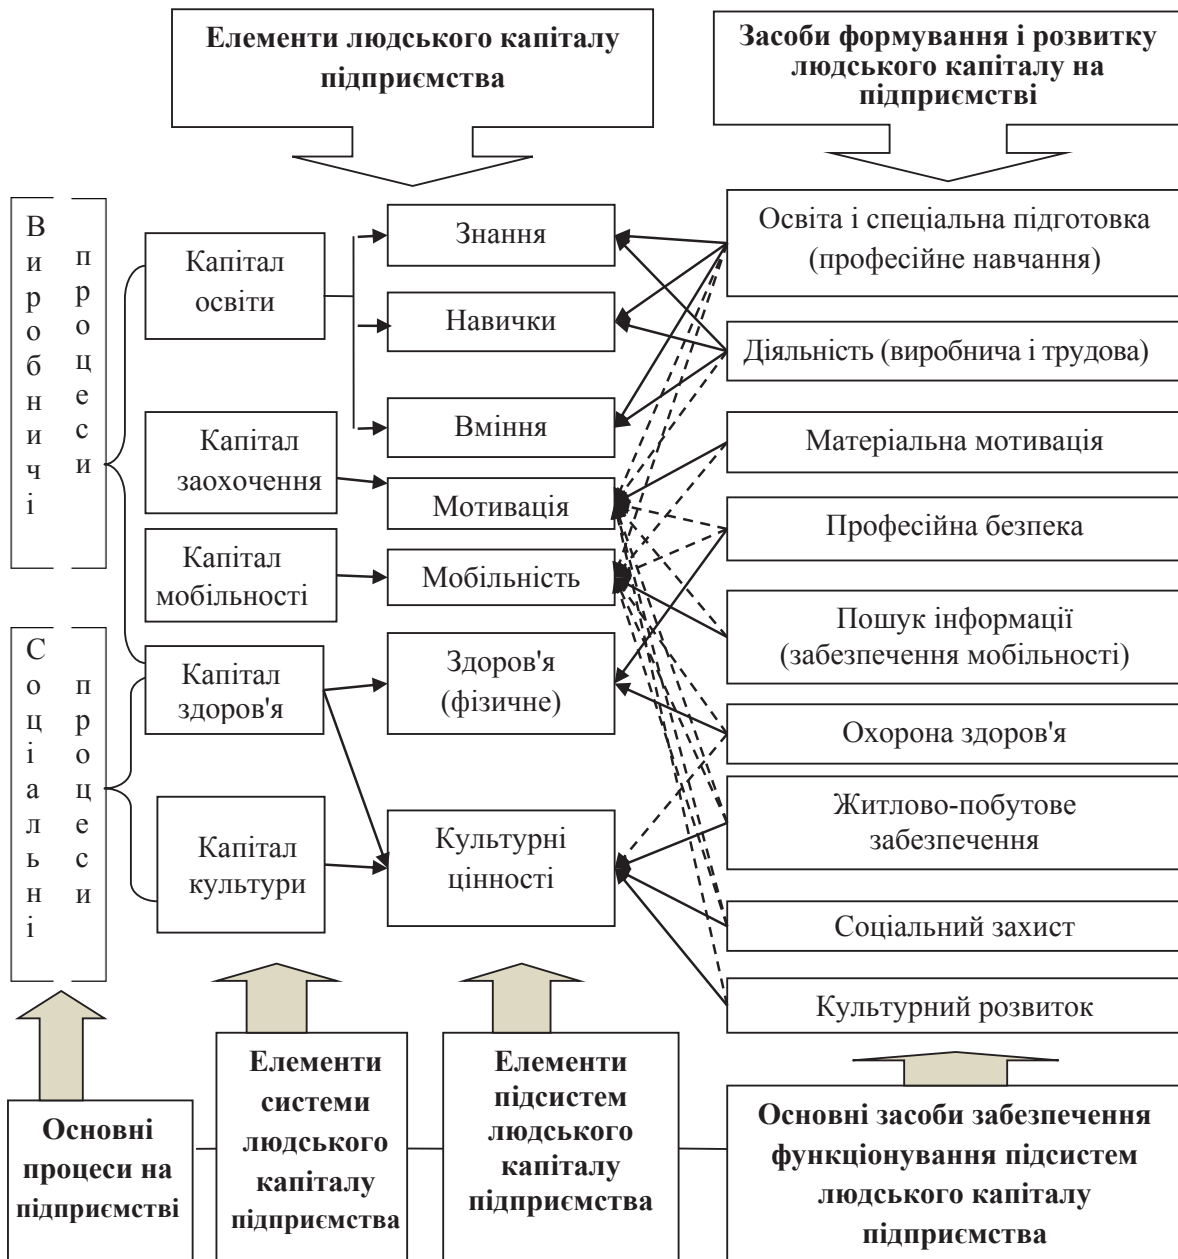 Елементи людського капіталу
підприємства
Засоби формування і розвитку
людського капіталу на
підприємстві
Виробничі
процеси
Соціальні
процеси
Капітал
освіти
Капітал
заохочення
Капітал
мобільності
Капітал
здоров'я
Капітал
культури
Знання
Навички
Вміння
Мотивація
Мобільність
Здоров'я
(фізичне)
Культурні
цінності
Освіта і спеціальна підготовка
(професійне навчання)
Діяльність (виробнича і трудова)
Матеріальна мотивація
Професійна безпека
Пошук інформації
(забезпечення мобільності)
Охорона здоров'я
Житлово-побутове
забезпечення
Соціальний захист
Культурний розвиток
Основні
процеси на
підприємстві
Елементи
системи
людського
капіталу
підприємства
Елементи
підсистем
людського
капіталу
підприємства
Основні засоби забезпечення
функціонування підсистем
людського капіталу
підприємства